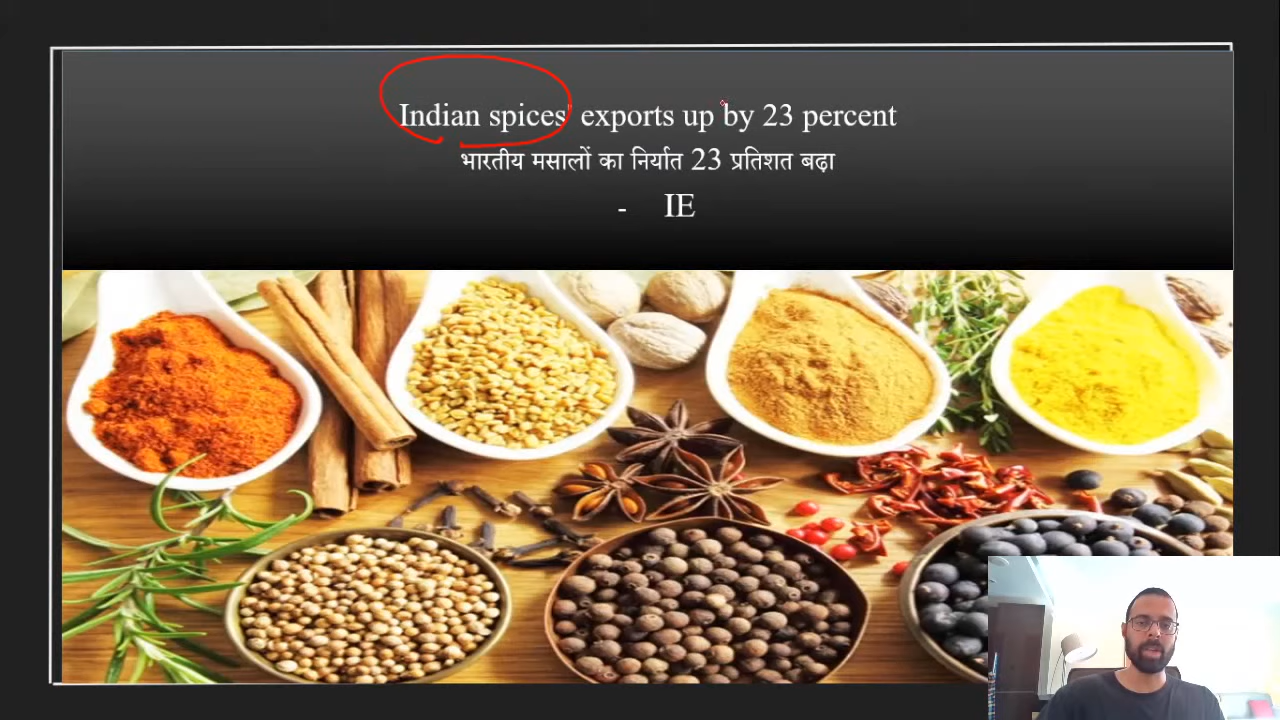 Indian spices' exports up by 23 percent
भारतीय मसालों का निर्यात 23 प्रतिशत बढ़ा
- IE